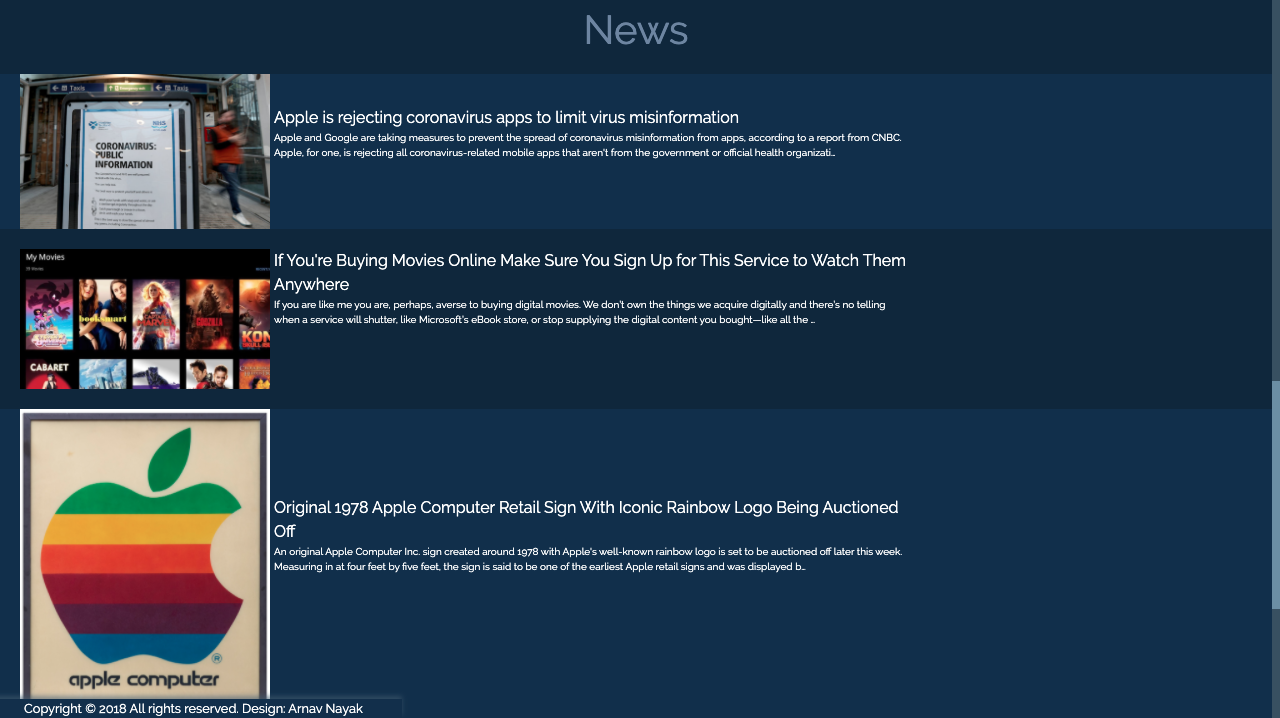 News
Taxis
Taxis
NHS
CORONAVIRUS:
PUBLIC
INFORMATION
Apple is rejecting coronavirus apps to limit virus misinformation
Apple and Google are taking measures to prevent the spread of coronavirus misinformation from apps, according to a report from CNBC.
Apple, for one, is rejecting all coronavirus-related mobile apps that aren't from the government or official health organizati...
My Movies
booksmart
GODZILLA
KON
CABARET
If You're Buying Movies Online Make Sure You Sign Up for This Service to Watch Them
Anywhere
If you are like me you are, perhaps, averse to buying digital movies. We don't own the things we acquire digitally and there's no telling
when a service will shutter, like Microsoft's eBook store, or stop supplying the digital content you bought—like all the ...
apple computer
Original 1978 Apple Computer Retail Sign With Iconic Rainbow Logo Being Auctioned
Off
An original Apple Computer Inc. sign created around 1978 with Apple's well-known rainbow logo is set to be auctioned off later this week.
Measuring in at four feet by five feet, the sign is said to be one of the earliest Apple retail signs and was displayed b...
Copyright © 2018 All rights reserved. Design: Arnav Nayak